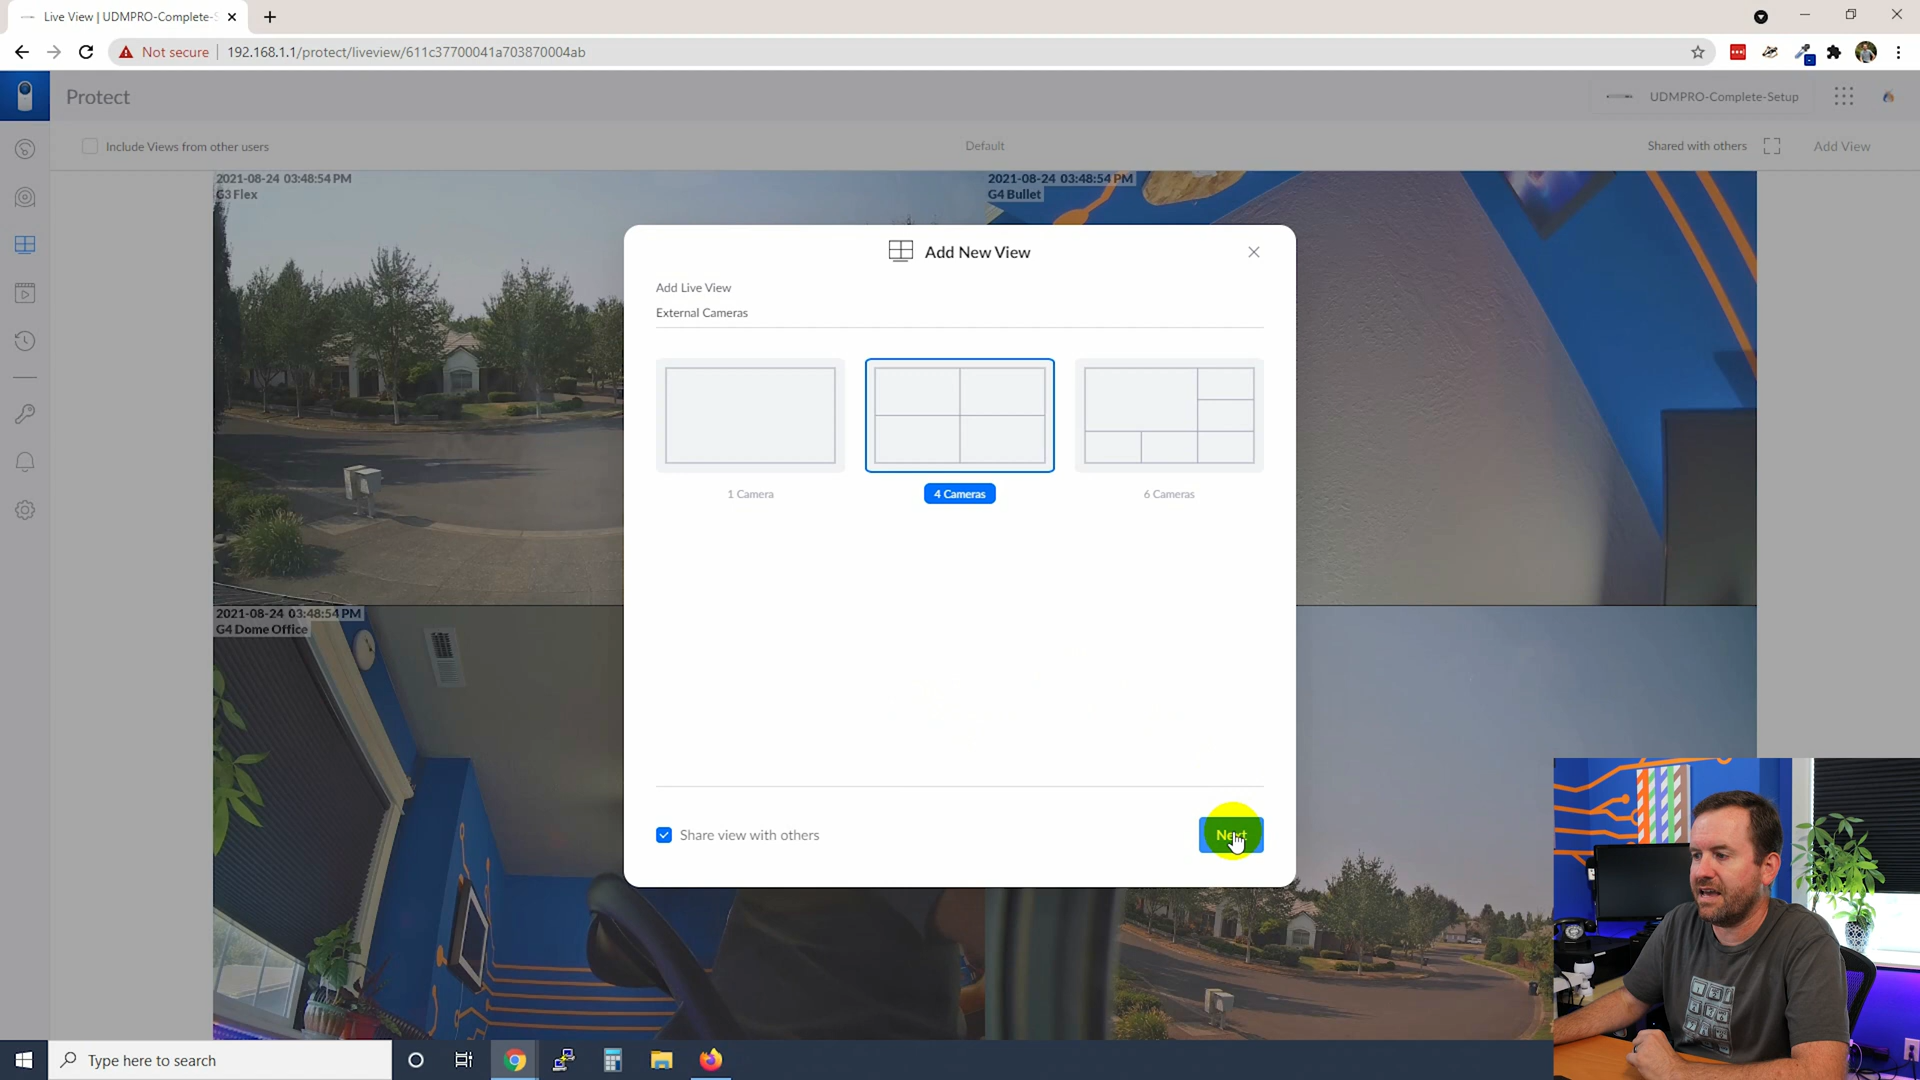 Live View | UDMPRO-Complete-S
Not secure
192.168.1.1/protect/liveview/611c37700041a703870004ab
Protect
UDMPRO-Complete-Setup
Include Views from other users
Default
Shared with others
Add View
2021-08-24 03:48:54 PM
G3 Flex
2021-08-24 03:48:54 PM
G4 Bullet
Add New View
Add Live View
External Cameras
1 Camera
4 Cameras
6 Cameras
2021-08-24 03:48:54 PM
G4 Dome Office
Share view with others
Next
Type here to search